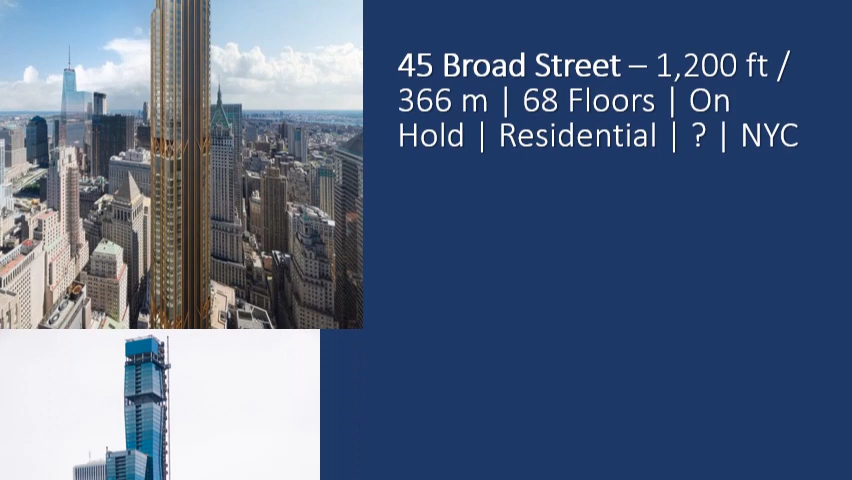 45 Broad Street – 1,200 ft /
366 m | 68 Floors | On
Hold | Residential | ? | NYC